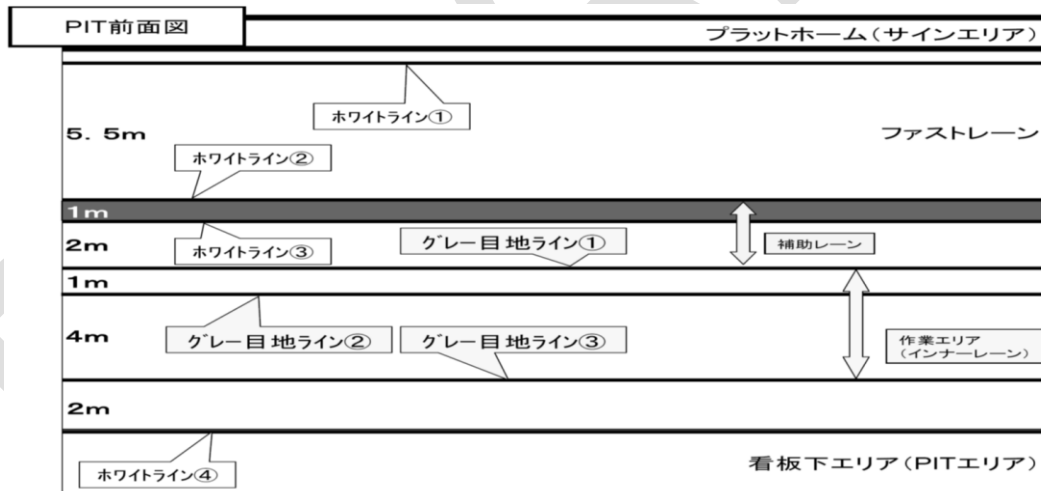 PIT前面図
プラットホーム(サインエリア)
ホワイトライン①
5. 5m
ファストレーン
ホワイトライン②
1m
2m
ホワイトライン③
グレー目地ライン①
補助レーン
1m
4m
グレー目地ライン②
グレー目地ライン③
作業エリア
(インナーレーン)
2m
ホワイトライン④
看板下エリア(PITエリア)